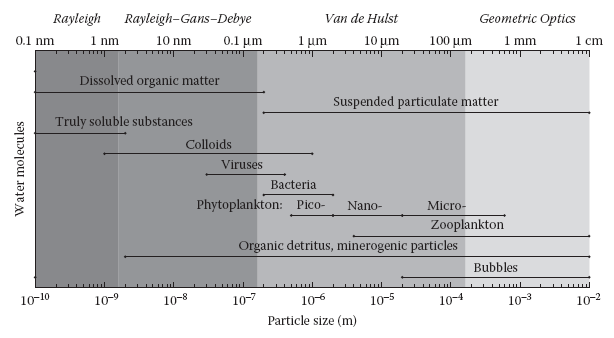 Rayleigh Rayleigh–Gans–Debye Van de Hulst Geometric Optics
0.1 nm 1 nm 10 nm 0.1 µm 1 µm 10 µm 100 µm 1 mm 1 cm
Dissolved organic matter
Suspended particulate matter
Truly soluble substances
Colloids
Viruses
Bacteria
Phytoplankton: Pico- Nano- Micro-
Zooplankton
Organic detritus, minerogenic particles
Bubbles
Water molecules
10⁻¹⁰ 10⁻⁹ 10⁻⁸ 10⁻⁷ 10⁻⁶ 10⁻⁵ 10⁻⁴ 10⁻³ 10⁻²
Particle size (m)